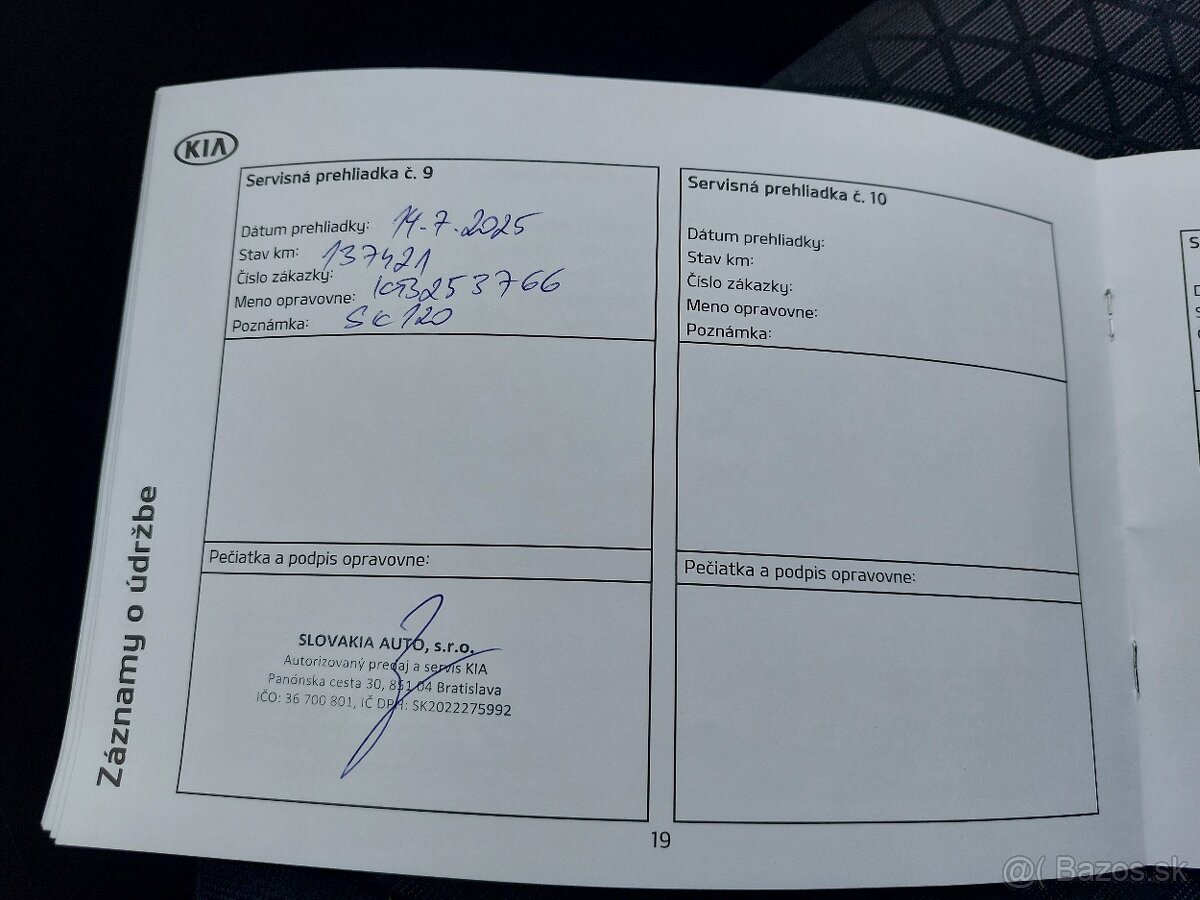 KIA
Servisná prehliadka č. 9
Dátum prehliadky: 14.7.2025
Stav km: 137421
Číslo zákazky:
Meno opravovne: KB253766
Poznámka: SK120
Pečiatka a podpis opravovne:
SLOVAKIA AUTO, s.r.o.
Autorizovaný predaj a servis KIA
Panónska cesta 30, 851 04 Bratislava
IČO: 36 700 801, IČ DPH: SK2022275992
Servisná prehliadka č. 10
Dátum prehliadky:
Stav km:
Číslo zákazky:
Meno opravovne:
Poznámka:
Pečiatka a podpis opravovne:
Záznamy o údržbe
19
@( Bazos.sk